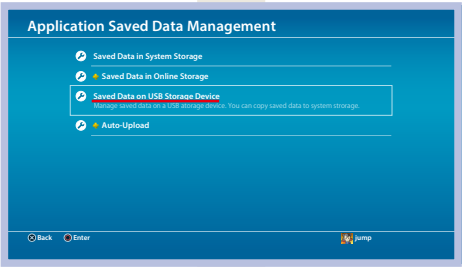 Application Saved Data Management
Saved Data in System Storage
Saved Data in Online Storage
Saved Data on USB Storage Device
Manage saved data on a USB atorage device. You can copy saved data to system strorage.
Auto-Upload
Back Enter jump